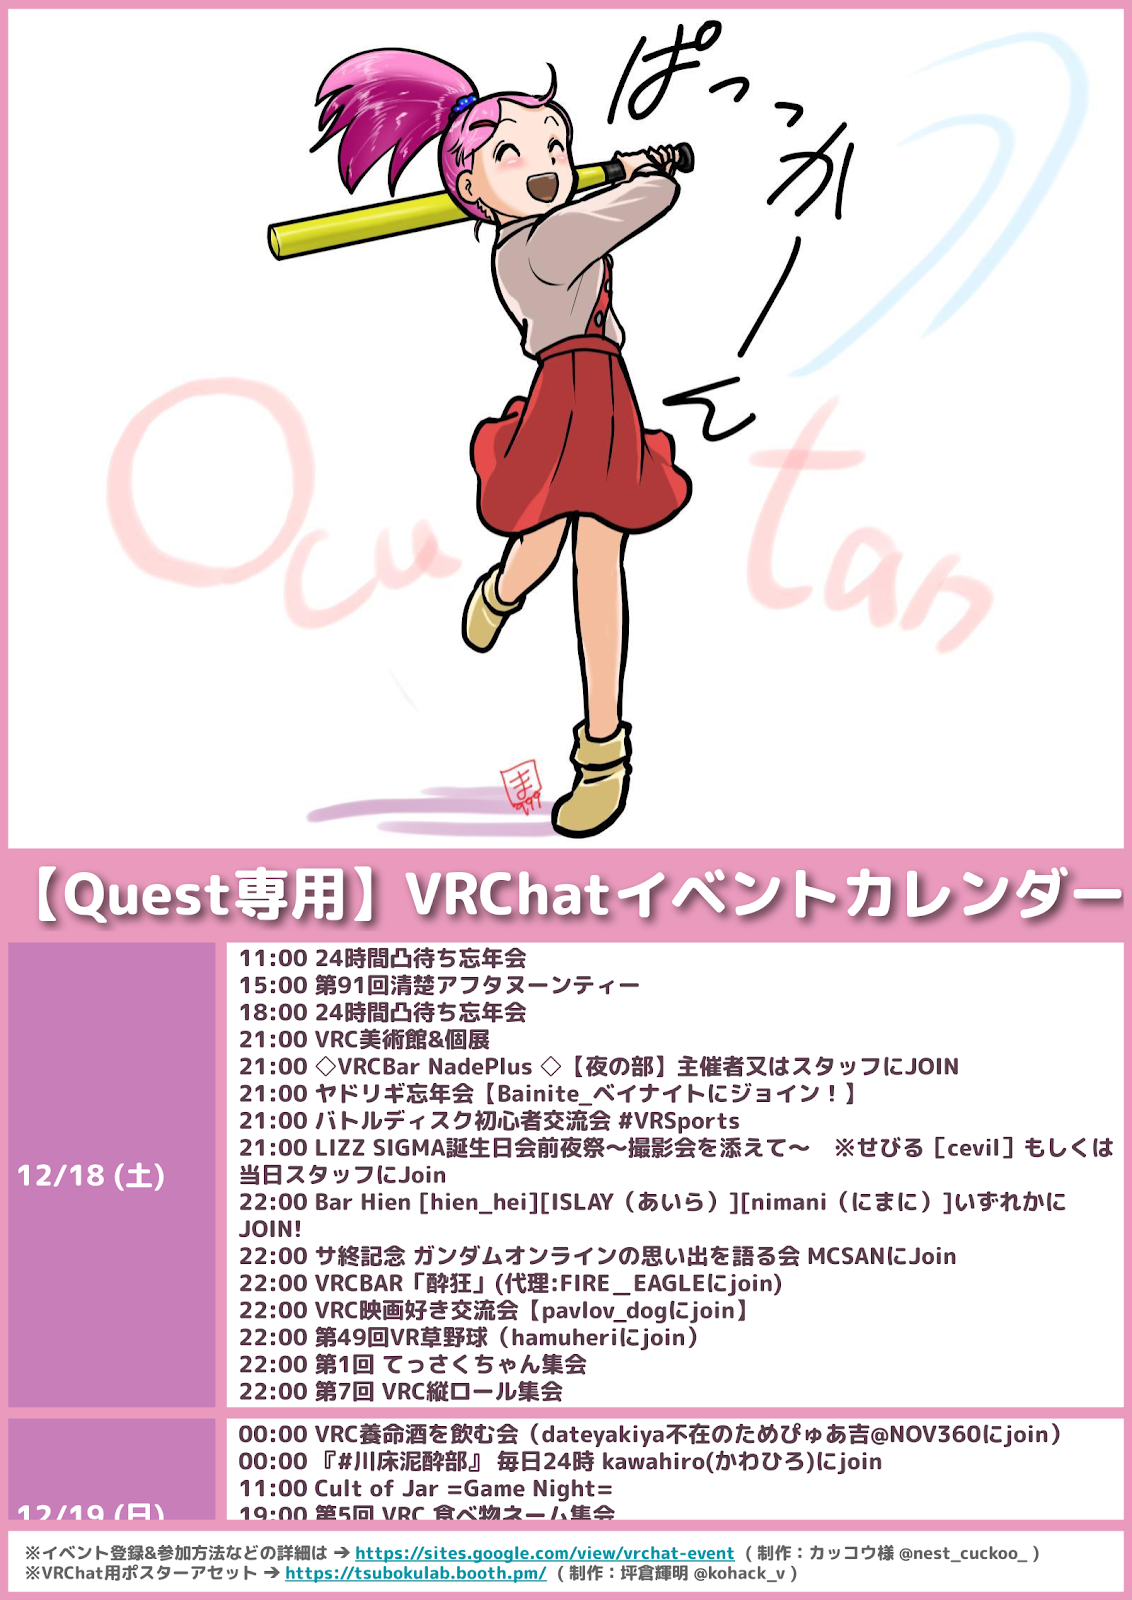 ぱっっかーん
Ocu tan
ま
999
【Quest専用】VRChatイベントカレンダー
12/18 (土)
11:00 24時間凸待ち忘年会
15:00 第91回清楚アフタヌーンティー
18:00 24時間凸待ち忘年会
21:00 VRC美術館&個展
21:00 ◇VRCBar NadePlus ◇【夜の部】主催者又はスタッフにJOIN
21:00 ヤドリギ忘年会【Bainite_ベイナイトにジョイン！】
21:00 バトルディスク初心者交流会 #VRSports
21:00 LIZZ SIGMA誕生日会前夜祭～撮影会を添えて～　※せびる［cevil］もしくは
当日スタッフにJoin
22:00 Bar Hien [hien_hei][ISLAY（あいら）][nimani（にまに）]いずれかに
JOIN!
22:00 サ終記念 ガンダムオンラインの思い出を語る会 MCSANにJoin
22:00 VRCBAR「酔狂」(代理:FIRE＿EAGLEにjoin)
22:00 VRC映画好き交流会【pavlov_dogにjoin】
22:00 第49回VR草野球（hamuheriにjoin）
22:00 第1回 てっさくちゃん集会
22:00 第7回 VRC縦ロール集会
12/19 (日)
00:00 VRC養命酒を飲む会（dateyakiya不在のためぴゅあ吉@NOV360にjoin）
00:00 『#川床泥酔部』 毎日24時 kawahiro(かわひろ)にjoin
11:00 Cult of Jar =Game Night=
19:00 第5回 VRC 食べ物ネーム集会
※イベント登録&参加方法などの詳細は ➔ https://sites.google.com/view/vrchat-event （ 制作：カッコウ様 @nest_cuckoo_ ）
※VRChat用ポスターアセット ➔ https://tsubokulab.booth.pm/ （ 制作：坪倉輝明 @kohack_v ）